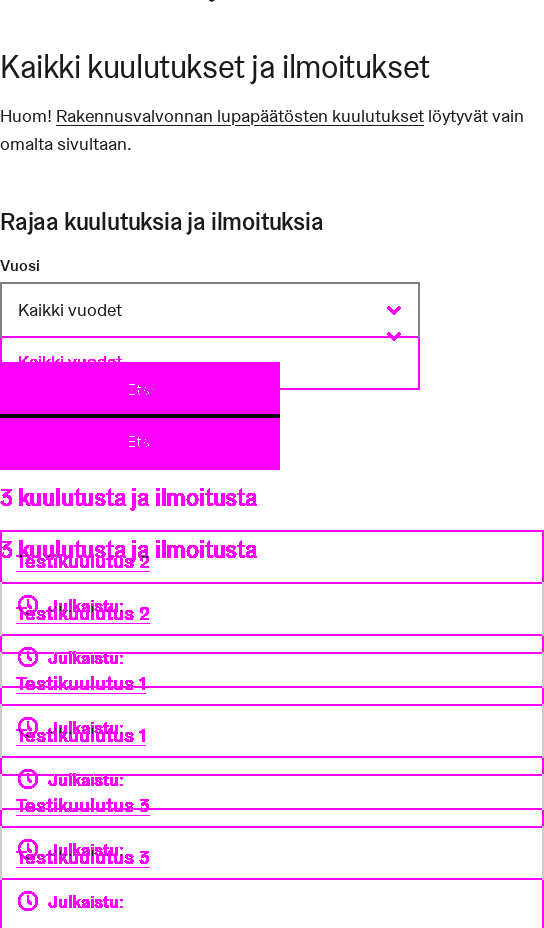 Kaikki kuulutukset ja ilmoitukset
Huom! Rakennusvalvonnan lupapäätösten kuulutukset löytyvät vain
omalta sivultaan.
Rajaa kuulutuksia ja ilmoituksia
Vuosi
Kaikki vuodet
Kaikki vuodet
3 kuulutusta ja ilmoitusta
3 kuulutusta ja ilmoitusta
Testikuulutus 2
Julkaistu:
Testikuulutus 2
Julkaistu:
Testikuulutus 1
Julkaistu:
Testikuulutus 1
Julkaistu:
Testikuulutus 3
Julkaistu:
Testikuulutus 3
Julkaistu: